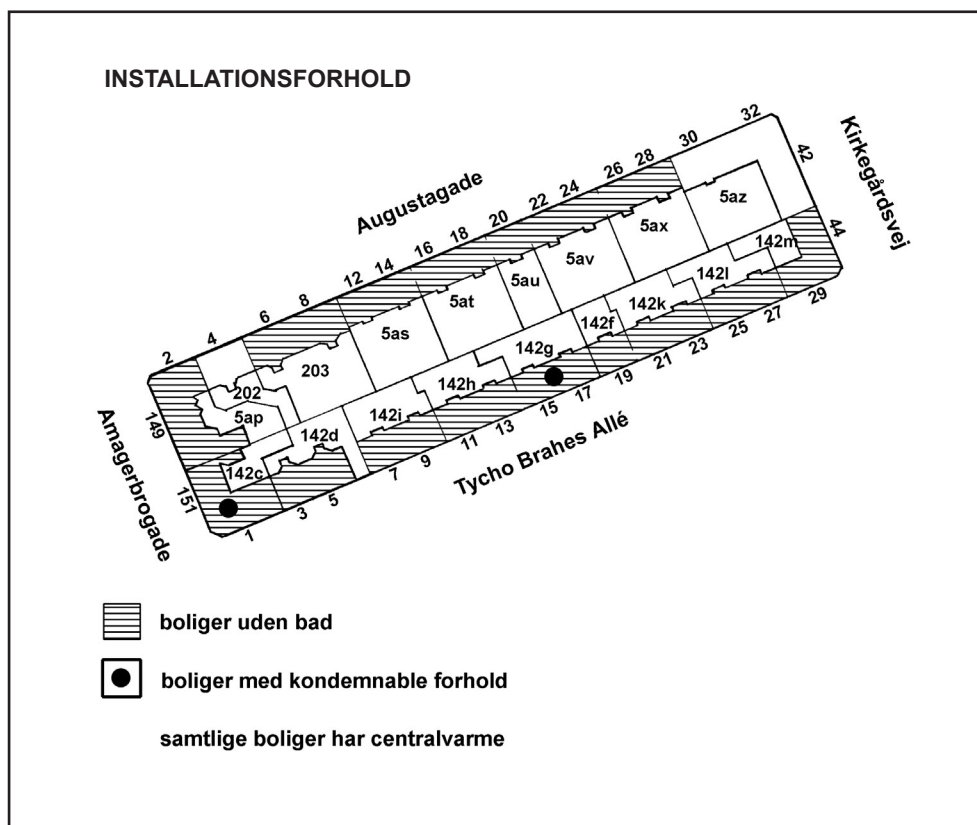 INSTALLATIONSFORHOLD
Augustagade
Kirkegårdsvej
Amagerbrogade
Tycho Brahes Allé
2
4
6
8
12
14
16
18
20
22
24
26
28
30
32
42
44
149
151
1
3
5
7
9
11
13
15
17
19
21
23
25
27
29
202
203
5ap
5as
5at
5au
5av
5ax
5az
142c
142d
142i
142h
142g
142f
142k
142l
142m
boliger uden bad
boliger med kondemnable forhold
samtlige boliger har centralvarme